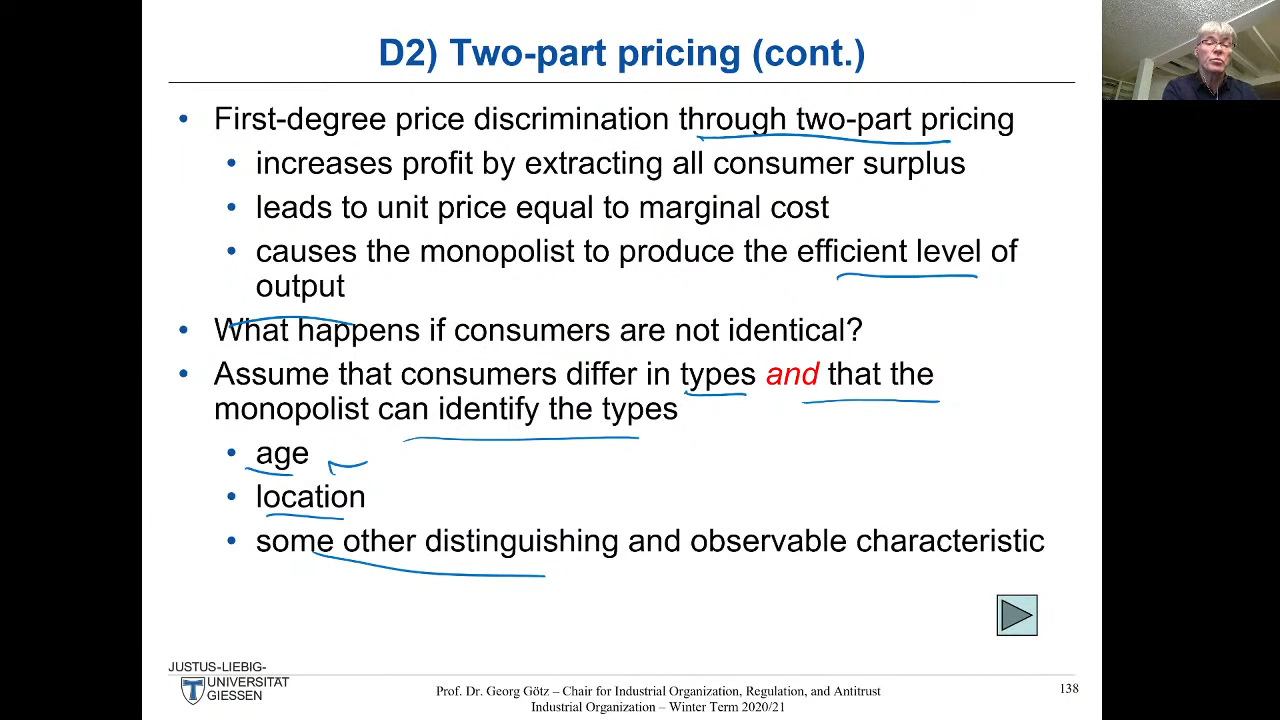 D2) Two-part pricing (cont.)
• First-degree price discrimination through two-part pricing
• increases profit by extracting all consumer surplus
• leads to unit price equal to marginal cost
• causes the monopolist to produce the efficient level of
output
• What happens if consumers are not identical?
• Assume that consumers differ in types and that the
monopolist can identify the types
• age
• location
• some other distinguishing and observable characteristic
JUSTUS-LIEBIG-
UNIVERSITÄT
GIESSEN
Prof. Dr. Georg Götz – Chair for Industrial Organization, Regulation, and Antitrust
Industrial Organization – Winter Term 2020/21
138